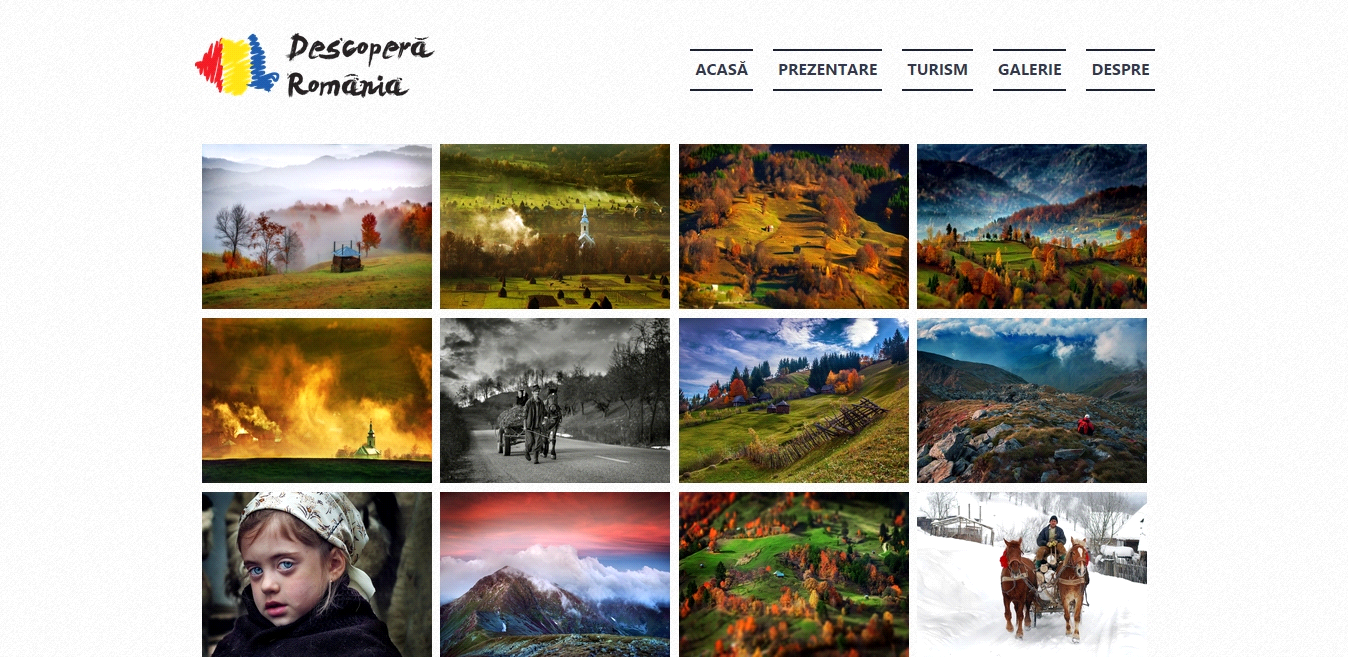 Descoperă
România
ACASĂ PREZENTARE TURISM GALERIE DESPRE